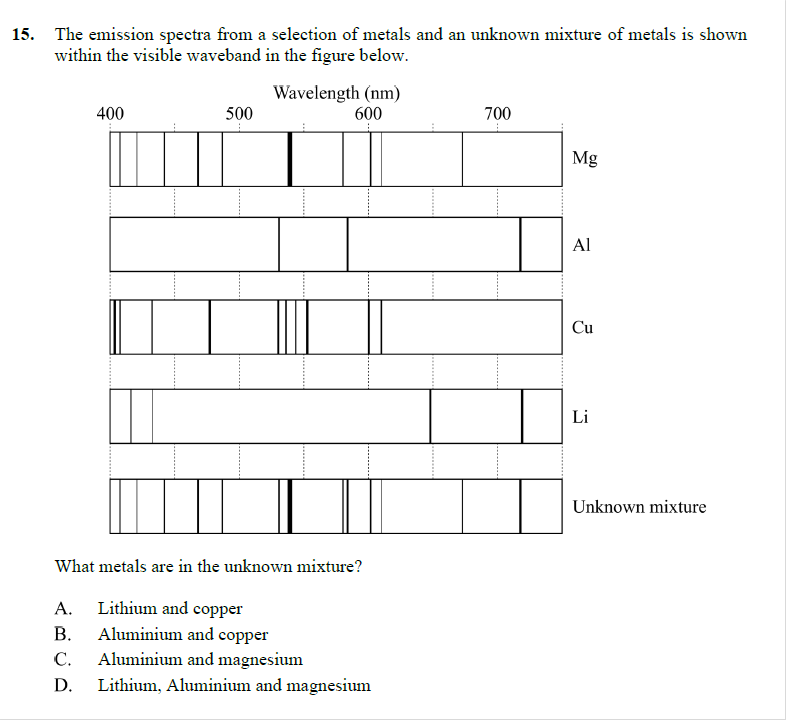 15. The emission spectra from a selection of metals and an unknown mixture of metals is shown
within the visible waveband in the figure below.
Wavelength (nm)
400 500 600 700
Mg
Al
Cu
Li
Unknown mixture
What metals are in the unknown mixture?
A. Lithium and copper
B. Aluminium and copper
C. Aluminium and magnesium
D. Lithium, Aluminium and magnesium